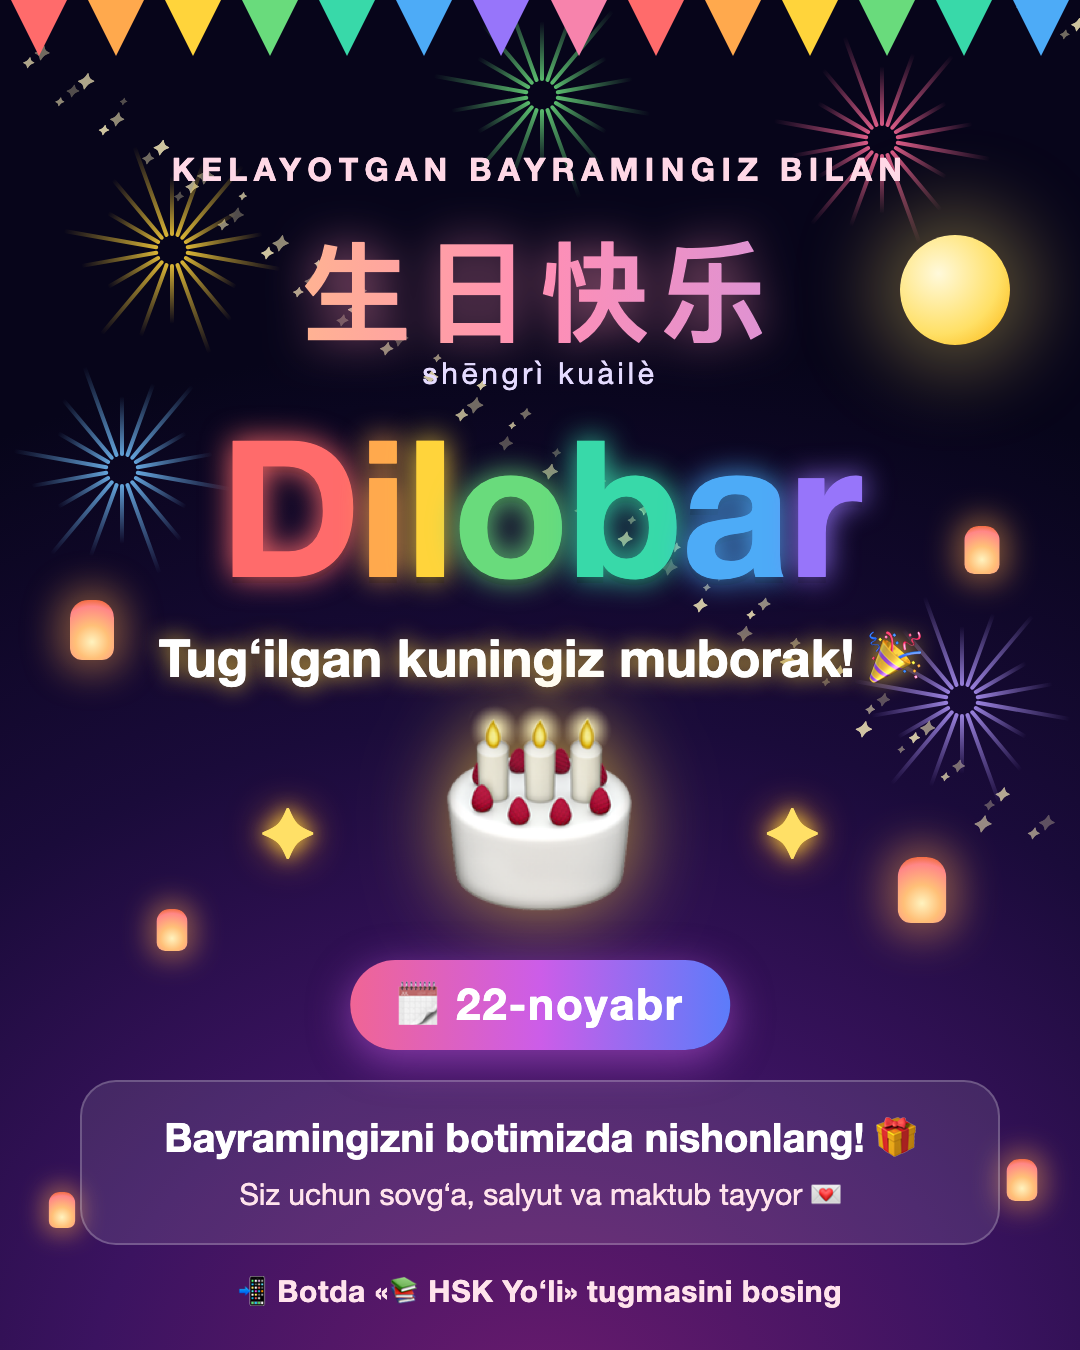 KELAYOTGAN BAYRAMINGIZ BILAN
生日快乐
shēngrì kuàilè
Dilobar
Tug‘ilgan kuningiz muborak! 🎉
🗓️ 22-noyabr
Bayramingizni botimizda nishonlang! 🎁
Siz uchun sovg‘a, salyut va maktub tayyor 💌
📲 Botda «📚 HSK Yo‘li» tugmasini bosing